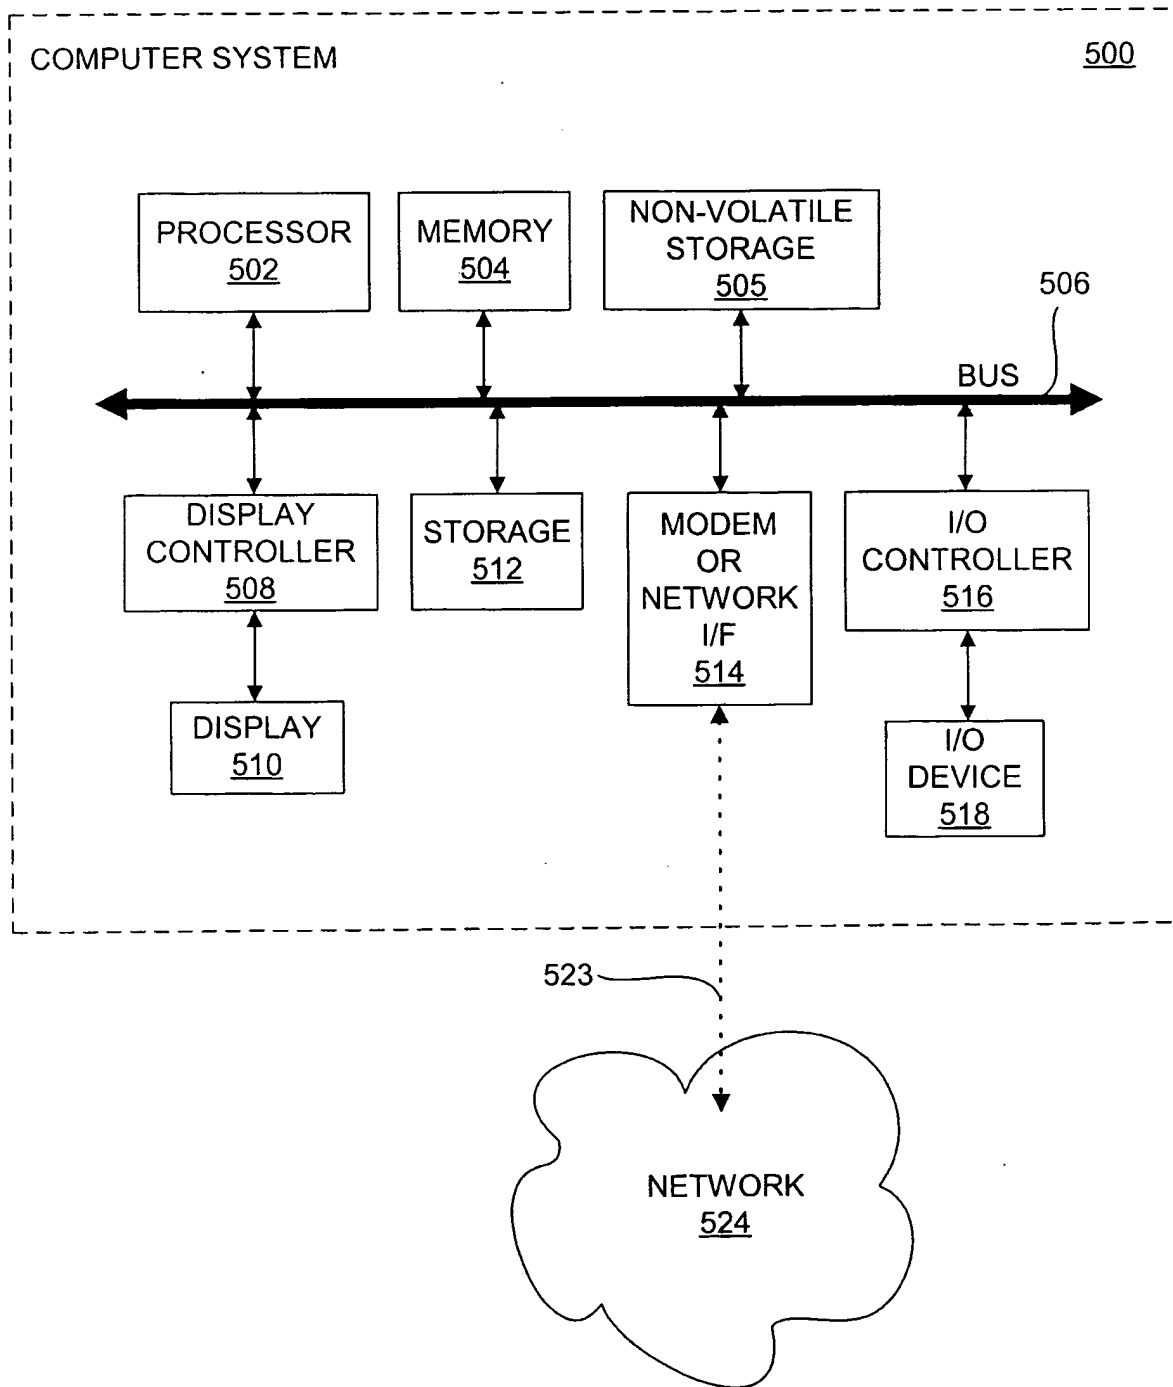 COMPUTER SYSTEM
500
PROCESSOR
502
MEMORY
504
NON-VOLATILE
STORAGE
505
506
BUS
DISPLAY
CONTROLLER
508
STORAGE
512
MODEM
OR
NETWORK
I/F
514
I/O
CONTROLLER
516
DISPLAY
510
I/O
DEVICE
518
523
NETWORK
524